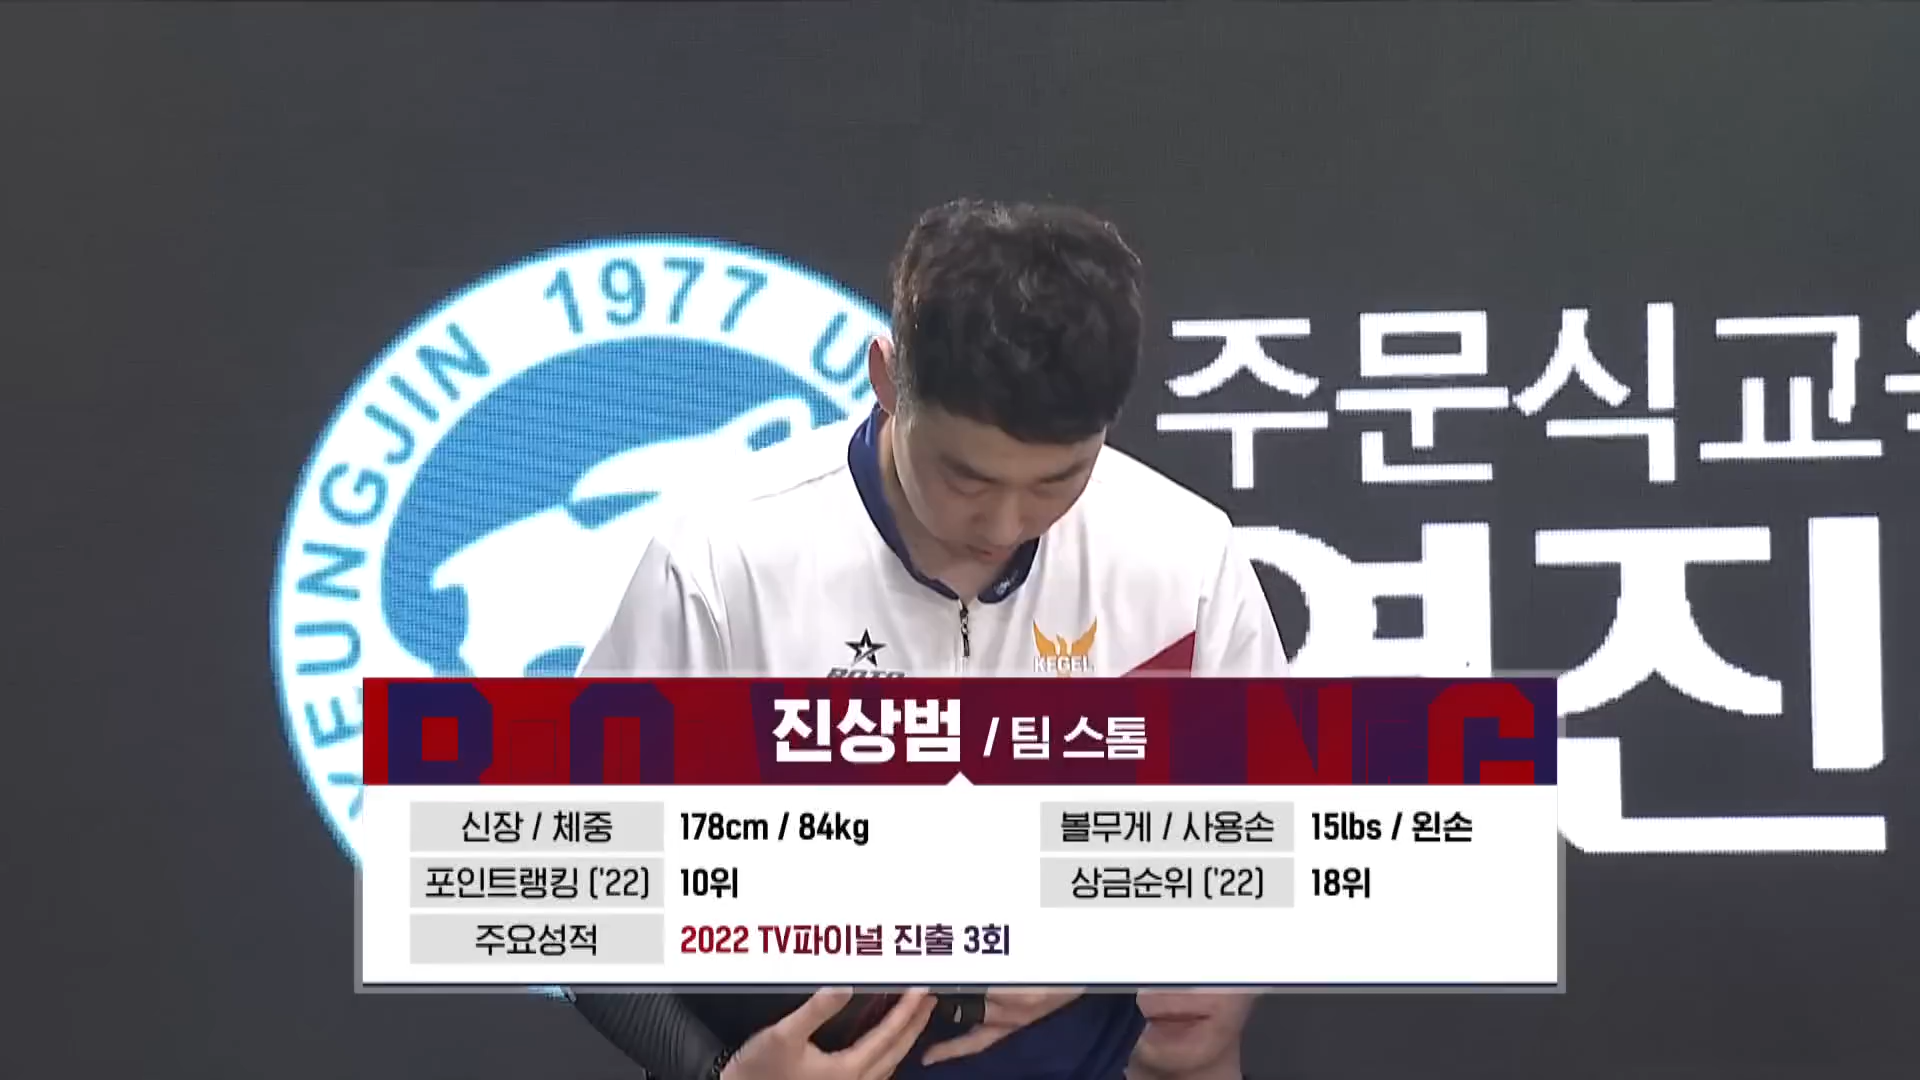 YEUNGJIN 1977 UN
주문식교육
영진
ROTO
KEGEL
BOWLING
진상범 / 팀 스톰
신장 / 체중 178cm / 84kg
볼무게 / 사용손 15lbs / 왼손
포인트랭킹 ('22) 10위
상금순위 ('22) 18위
주요성적 2022 TV파이널 진출 3회